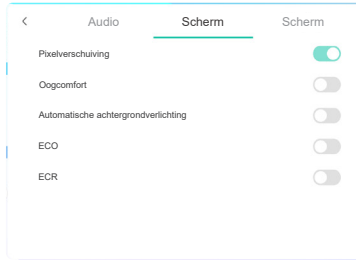 Audio Scherm Scherm
Pixelverschuiving
Oogcomfort
Automatische achtergrondverlichting
ECO
ECR